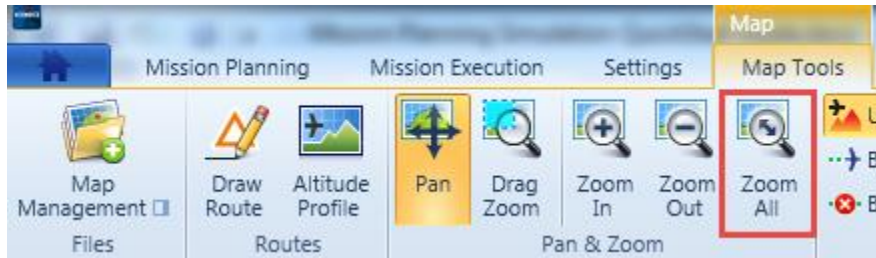 Map
Mission Planning Mission Execution Settings Map Tools
Map Management Draw Route Altitude Profile Pan Drag Zoom Zoom In Zoom Out Zoom All
Files Routes Pan & Zoom